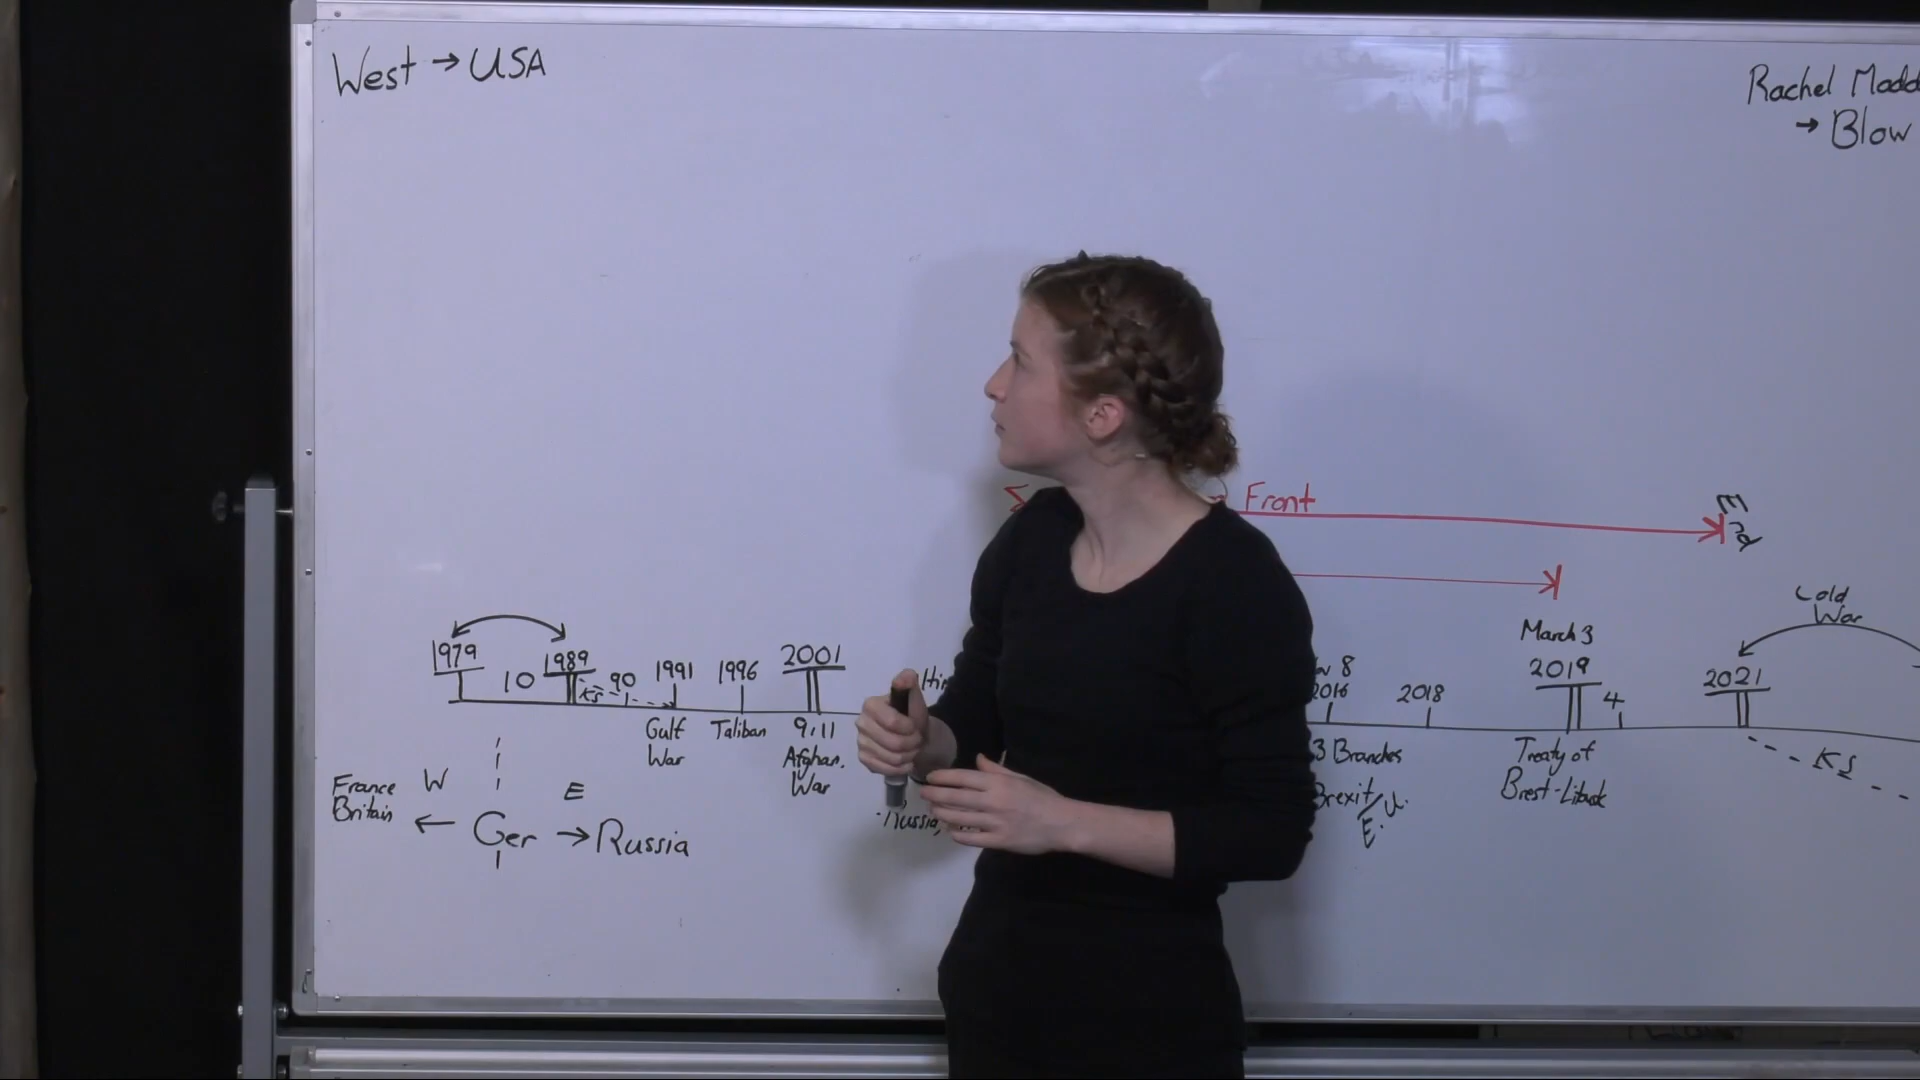 West → USA
Rachel Madd
→ Blow
Front
End
Cold
War
March 3
1979
10
1989
KS
90
1991
1996
2001
8
2016
2018
2019
4
2021
Gulf
War
Taliban
9,11
Afghan.
War
3 Branches
Brexit/U.
E.
Treaty of
Brest-Litovsk
KS
France
Britain
W
E
← Ger → Russia
Russia,